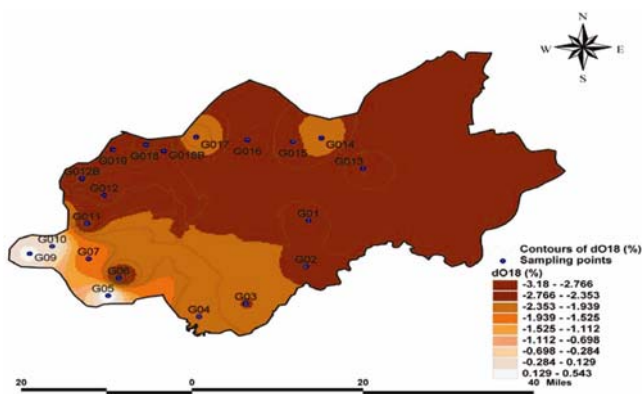 N
W E
S
G017
G014
G019
G018
G018B
G016
G015
G013
G012B
G012
G011
G01
G010
G09
G07
G02
G06
G05
G04
G03
Contours of dO18 (%)
Sampling points
dO18 (%)
-3.18 - -2.766
-2.766 - -2.353
-2.353 - -1.939
-1.939 - -1.525
-1.525 - -1.112
-1.112 - -0.698
-0.698 - -0.284
-0.284 - 0.129
0.129 - 0.543
20 0 20 40 Miles